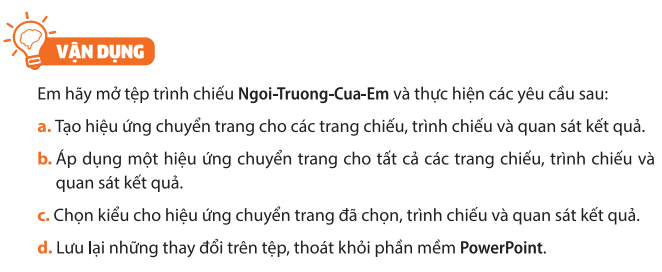 VẬN DỤNG
Em hãy mở tệp trình chiếu Ngoi-Truong-Cua-Em và thực hiện các yêu cầu sau:
a. Tạo hiệu ứng chuyển trang cho các trang chiếu, trình chiếu và quan sát kết quả.
b. Áp dụng một hiệu ứng chuyển trang cho tất cả các trang chiếu, trình chiếu và
quan sát kết quả.
c. Chọn kiểu cho hiệu ứng chuyển trang đã chọn, trình chiếu và quan sát kết quả.
d. Lưu lại những thay đổi trên tệp, thoát khỏi phần mềm PowerPoint.